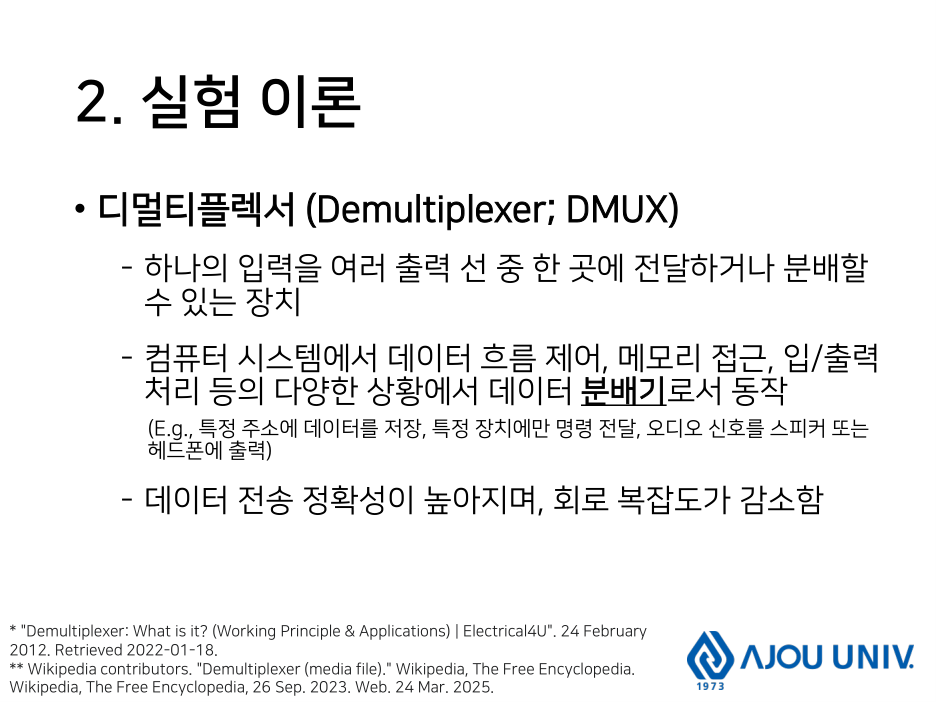 2. 실험 이론
• 디멀티플렉서 (Demultiplexer; DMUX)
- 하나의 입력을 여러 출력 선 중 한 곳에 전달하거나 분배할
수 있는 장치
- 컴퓨터 시스템에서 데이터 흐름 제어, 메모리 접근, 입/출력
처리 등의 다양한 상황에서 데이터 분배기로서 동작
(E.g., 특정 주소에 데이터를 저장, 특정 장치에만 명령 전달, 오디오 신호를 스피커 또는
헤드폰에 출력)
- 데이터 전송 정확성이 높아지며, 회로 복잡도가 감소함
* "Demultiplexer: What is it? (Working Principle & Applications) | Electrical4U". 24 February
2012. Retrieved 2022-01-18.
** Wikipedia contributors. "Demultiplexer (media file)." Wikipedia, The Free Encyclopedia.
Wikipedia, The Free Encyclopedia, 26 Sep. 2023. Web. 24 Mar. 2025.
AJOU UNIV.
1973